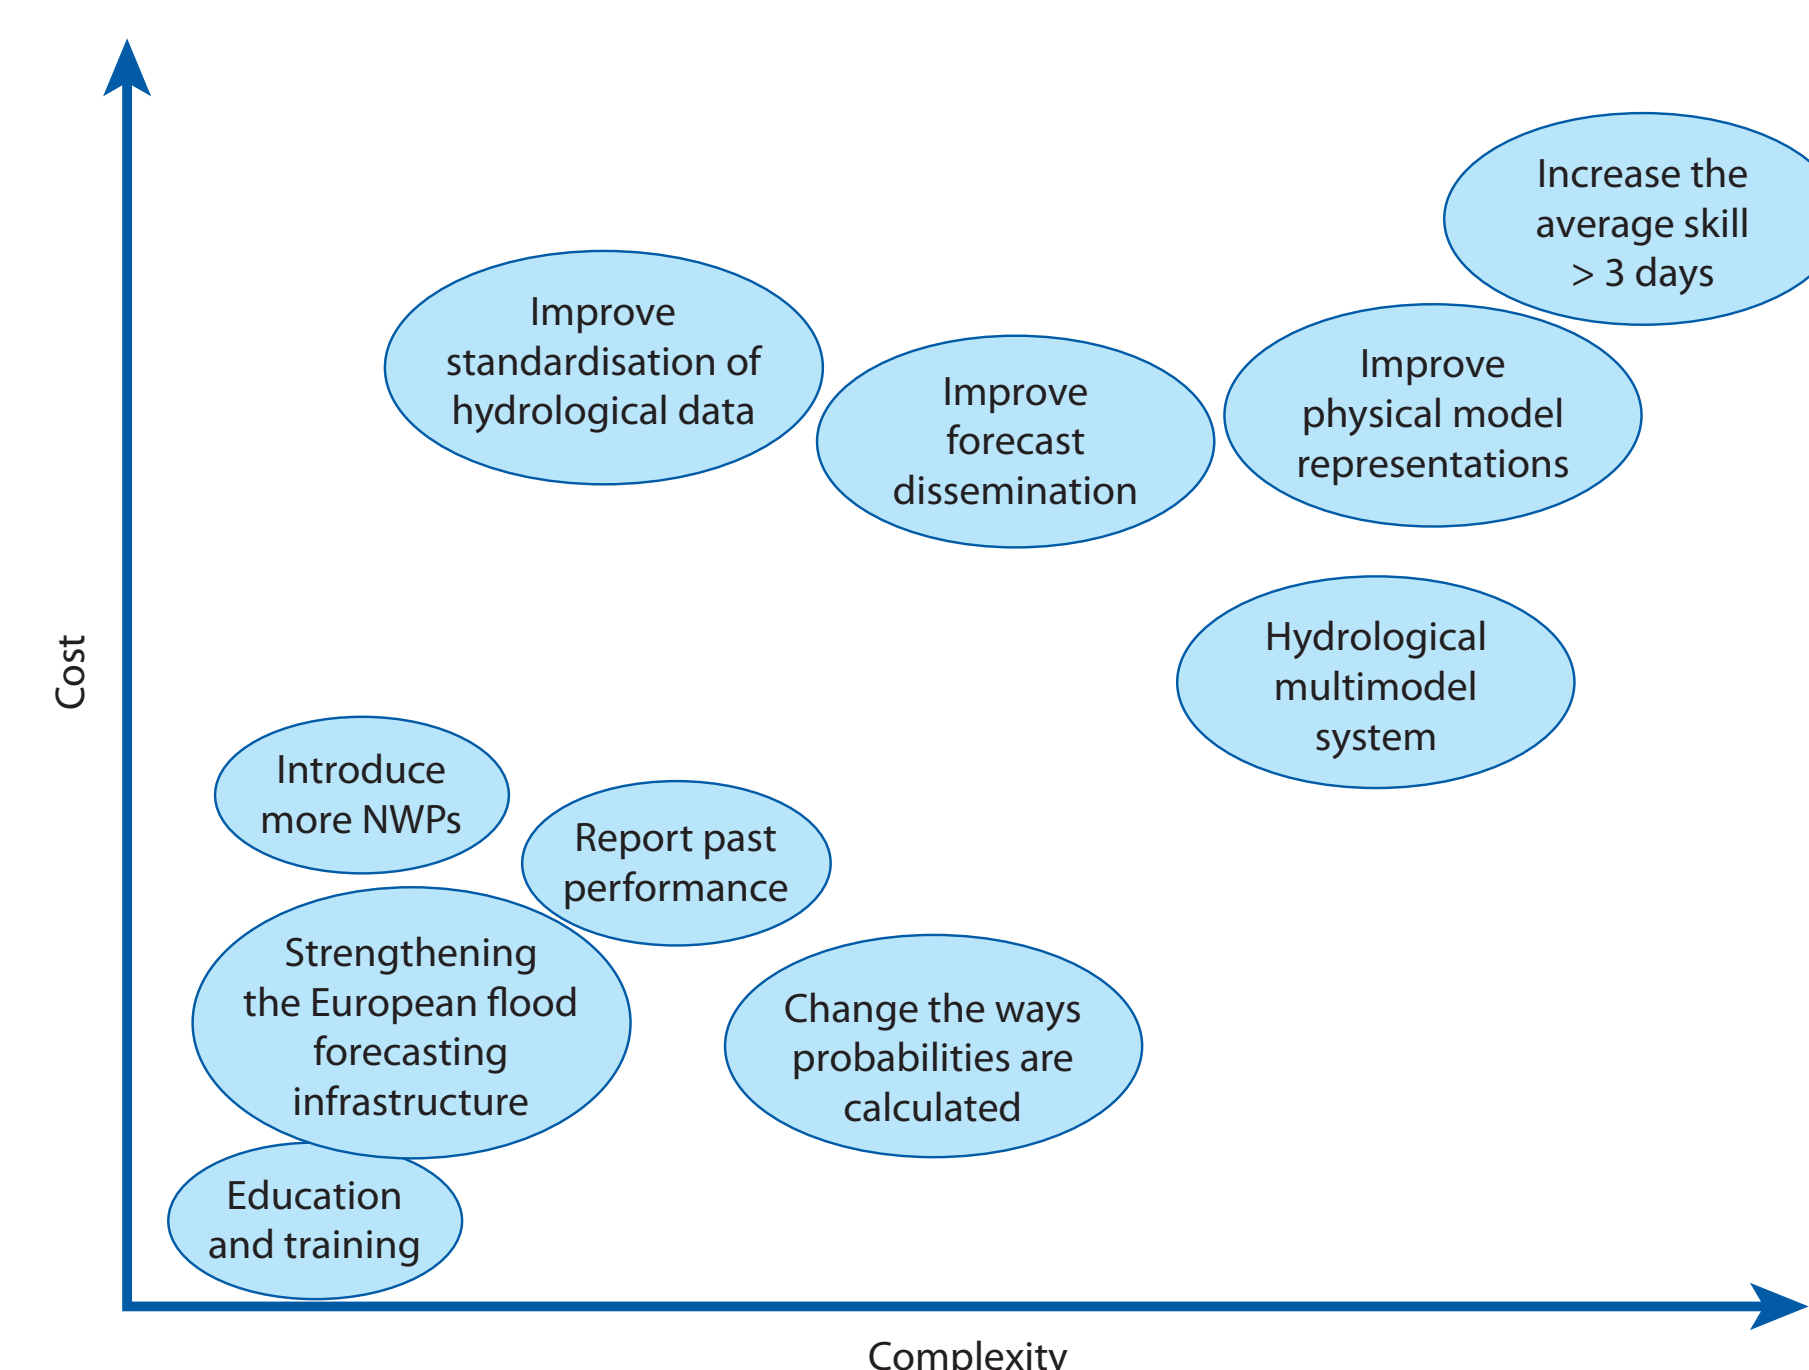 Increase the
average skill
> 3 days
Improve
standardisation of
hydrological data
Improve
forecast
dissemination
Improve
physical model
representations
Hydrological
multimodel
system
Cost
Introduce
more NWPs
Report past
performance
Strengthening
the European flood
forecasting
infrastructure
Change the ways
probabilities are
calculated
Education
and training
Complexity